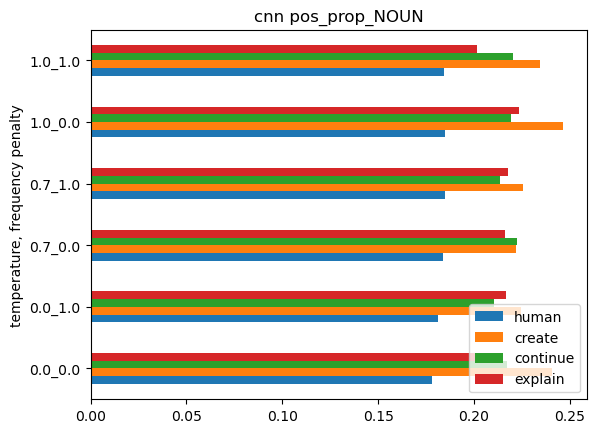 cnn pos_prop_NOUN
temperature, frequency penalty
1.0_1.0
1.0_0.0
0.7_1.0
0.7_0.0
0.0_1.0
0.0_0.0
human
create
continue
explain
0.00 0.05 0.10 0.15 0.20 0.25